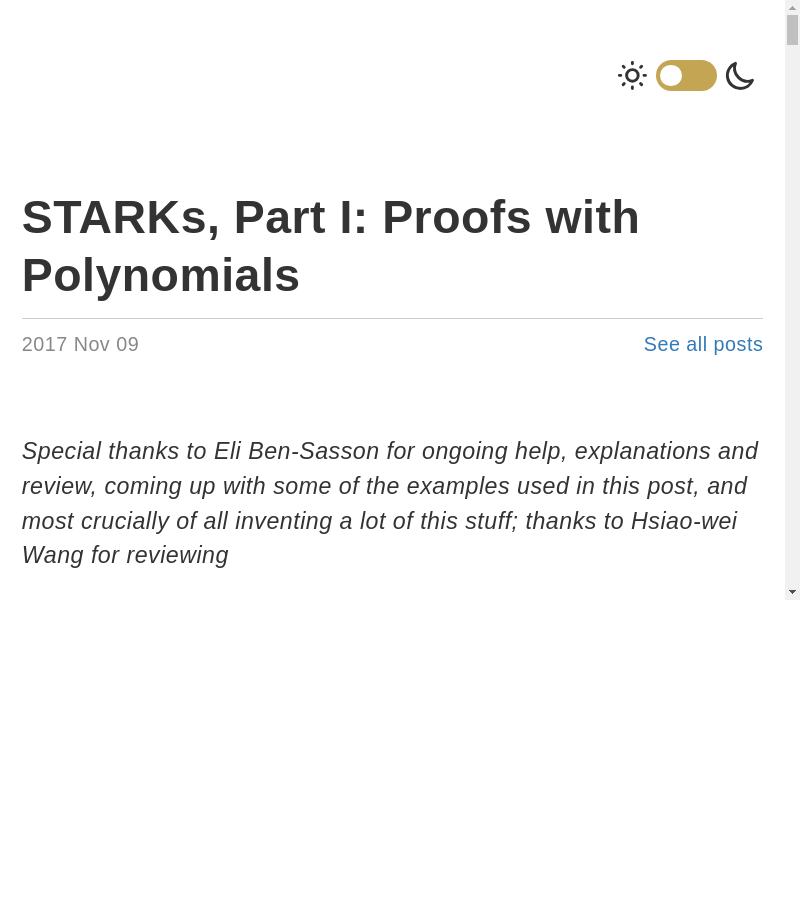 STARKs, Part I: Proofs with
Polynomials
2017 Nov 09
See all posts
Special thanks to Eli Ben-Sasson for ongoing help, explanations and
review, coming up with some of the examples used in this post, and
most crucially of all inventing a lot of this stuff; thanks to Hsiao-wei
Wang for reviewing